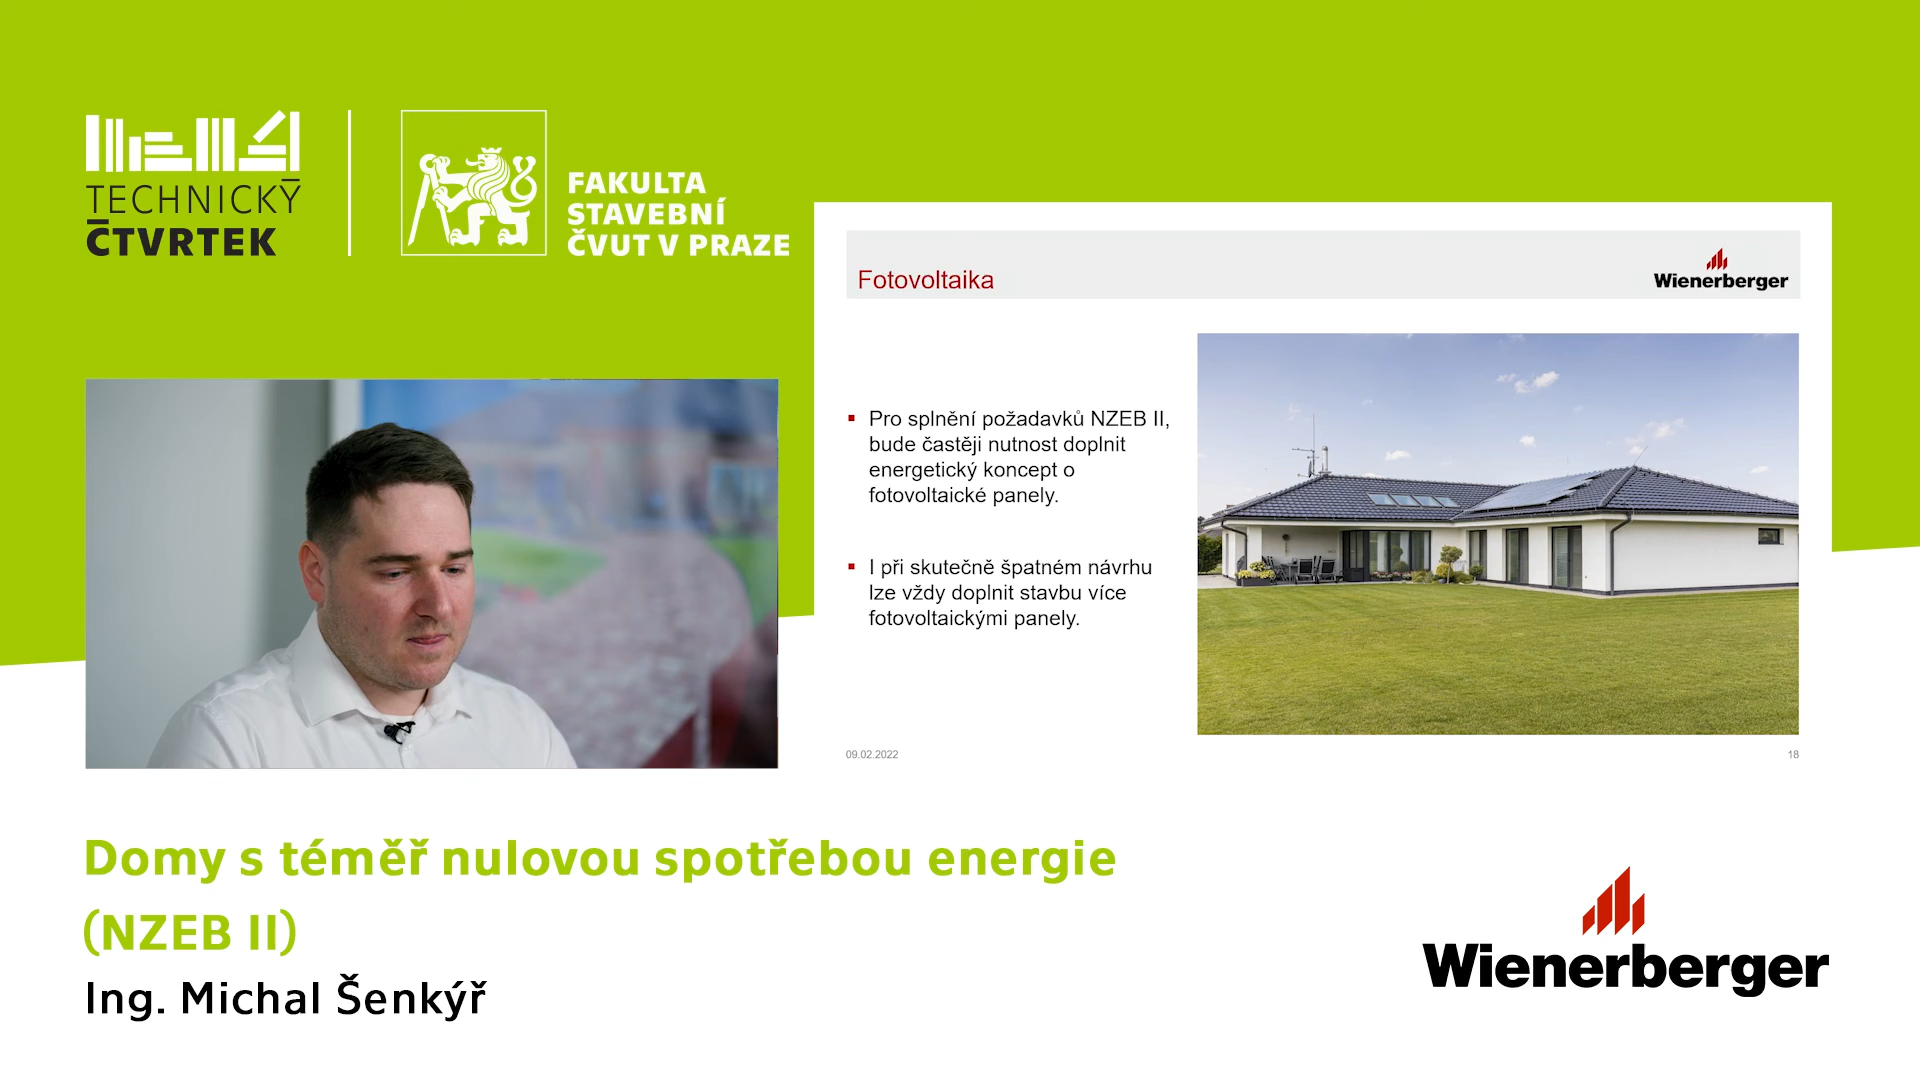 TECHNICKÝ
ČTVRTEK
FAKULTA
STAVEBNÍ
ČVUT V PRAZE
Fotovoltaika
Wienerberger
Pro splnění požadavků NZEB II,
bude častěji nutnost doplnit
energetický koncept o
fotovoltaické panely.
I při skutečně špatném návrhu
lze vždy doplnit stavbu více
fotovoltaickými panely.
09.02.2022
18
Domy s téměř nulovou spotřebou energie
(NZEB II)
Ing. Michal Šenkýř
Wienerberger